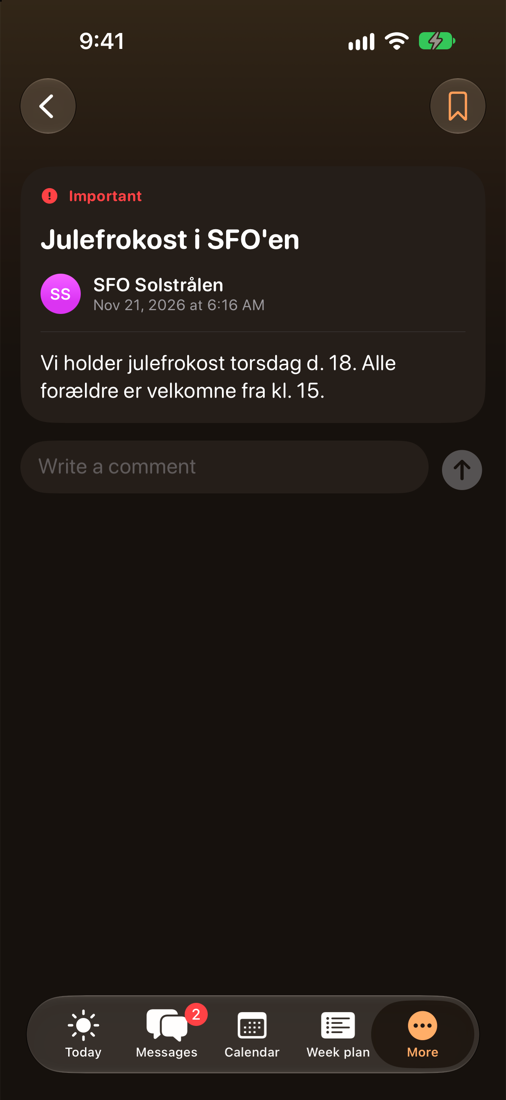 9:41
Important
Julefrokost i SFO'en
SS
SFO Solstrålen
Nov 21, 2026 at 6:16 AM
Vi holder julefrokost torsdag d. 18. Alle
forældre er velkomne fra kl. 15.
Write a comment
2
Today
Messages
Calendar
Week plan
More